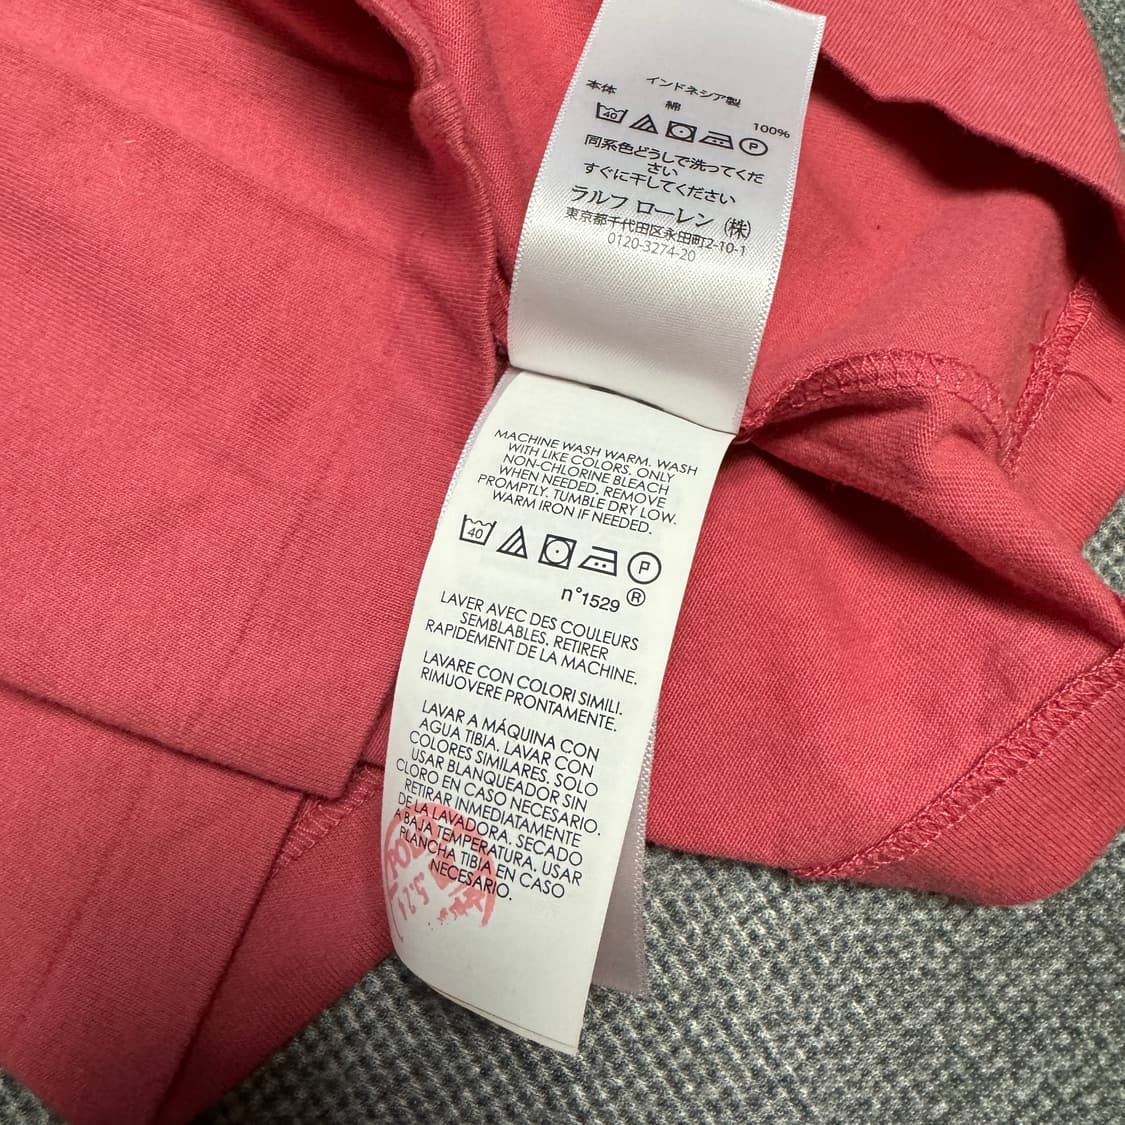 インドネシア製
本体 綿 100%
40 P
同系色どうしで洗ってくだ
さい
すぐに干してください
ラルフ ローレン (株)
東京都千代田区永田町2-10-1
0120-3274-20
MACHINE WASH WARM. WASH
WITH LIKE COLORS. ONLY
NON-CHLORINE BLEACH
WHEN NEEDED. REMOVE
PROMPTLY. TUMBLE DRY LOW.
WARM IRON IF NEEDED.
40 P
n°1529 ®
LAVER AVEC DES COULEURS
SEMBLABLES. RETIRER
RAPIDEMENT DE LA MACHINE.
LAVARE CON COLORI SIMILI.
RIMUOVERE PRONTAMENTE.
LAVAR A MÁQUINA CON
AGUA TIBIA. LAVAR CON
COLORES SIMILARES. SOLO
USAR BLANQUEADOR SIN
CLORO EN CASO NECESARIO.
RETIRAR INMEDIATAMENTE
DE LA LAVADORA. SECADO
A BAJA TEMPERATURA. USAR
PLANCHA TIBIA EN CASO
NECESARIO.